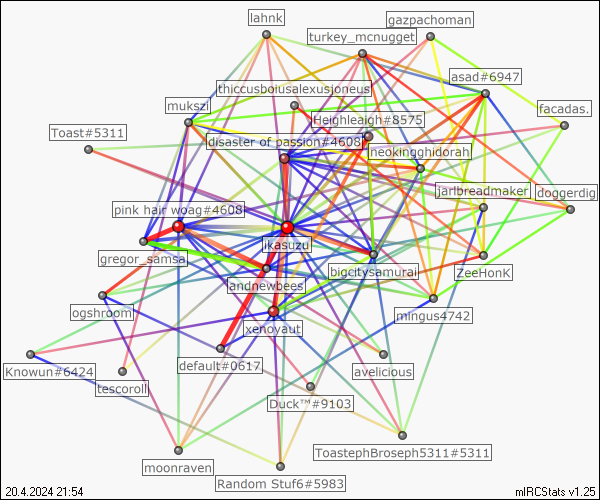 lahnk
gazpachoman
turkey_mcnugget
asad#6947
thiccusboiusalexusjoneus
mukszi
facadas.
Heighleaigh#8575
Toast#5311
disaster of passion#4608
neokingghidorah
jarlbreadmaker
doggerdig
pink hair woag#4608
ikasuzu
gregor_samsa
bigcitysamurai
ZeeHonK
andnewbees
ogshroom
mingus4742
xenovaut
default#0617
avelicious
Knowun#6424
tescoroll
Duck™#9103
ToastephBroseph5311#5311
moonraven
Random Stuf6#5983
20.4.2024 21:54
mIRCStats v1.25